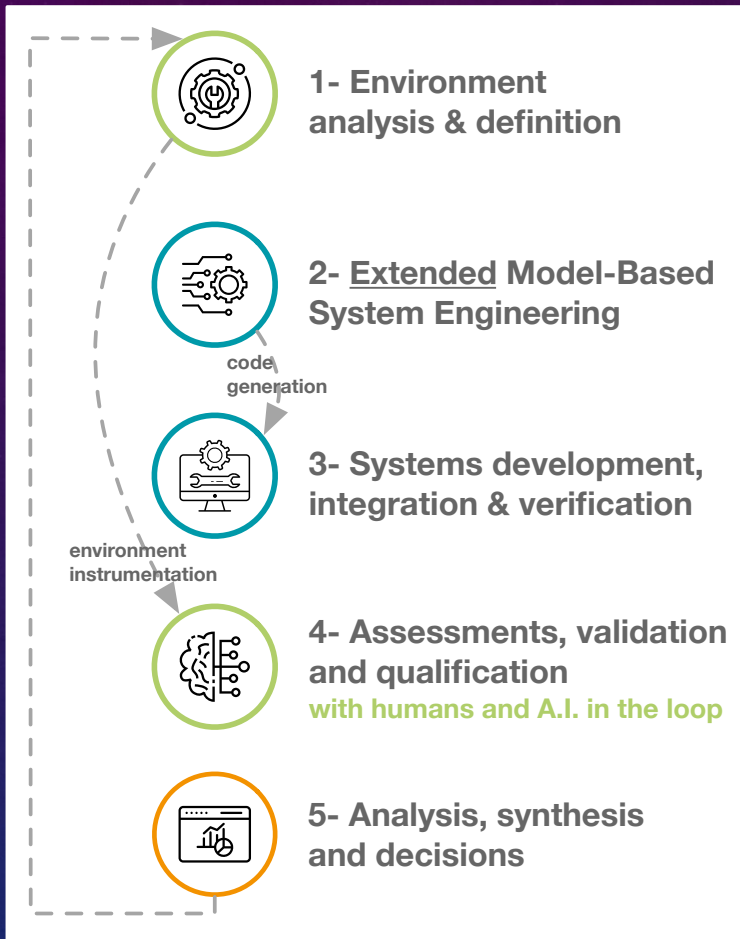 1- Environment
analysis & definition
2- Extended Model-Based
System Engineering
code
generation
3- Systems development,
integration & verification
environment
instrumentation
4- Assessments, validation
and qualification
with humans and A.I. in the loop
5- Analysis, synthesis
and decisions